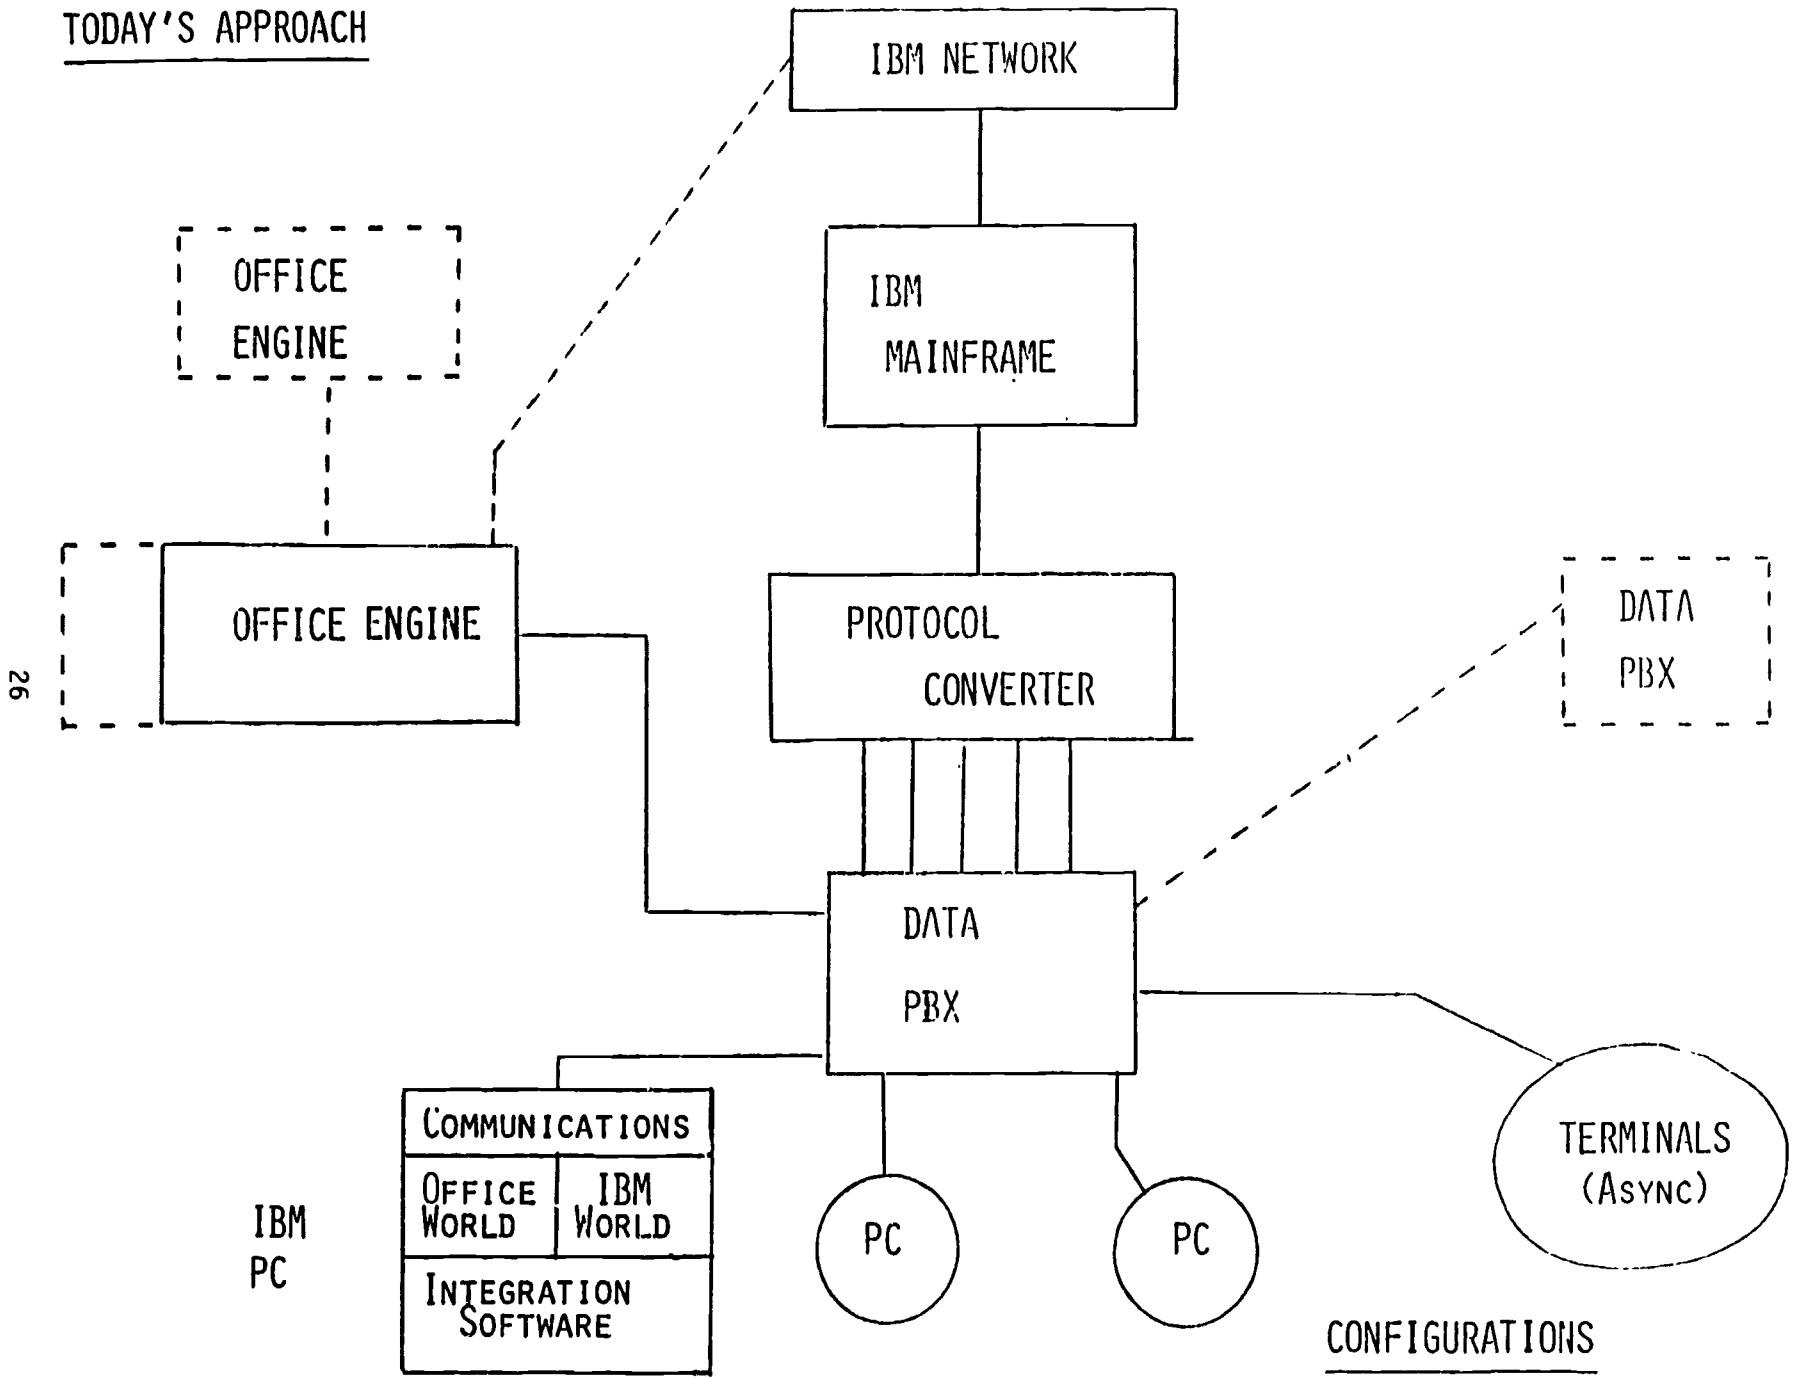 TODAY'S APPROACH
IBM NETWORK
OFFICE
ENGINE
IBM
MAINFRAME
OFFICE ENGINE
PROTOCOL
CONVERTER
DATA
PBX
26
DATA
PBX
COMMUNICATIONS
OFFICE
WORLD
IBM
WORLD
INTEGRATION
SOFTWARE
IBM
PC
PC
PC
TERMINALS
(ASYNC)
CONFIGURATIONS